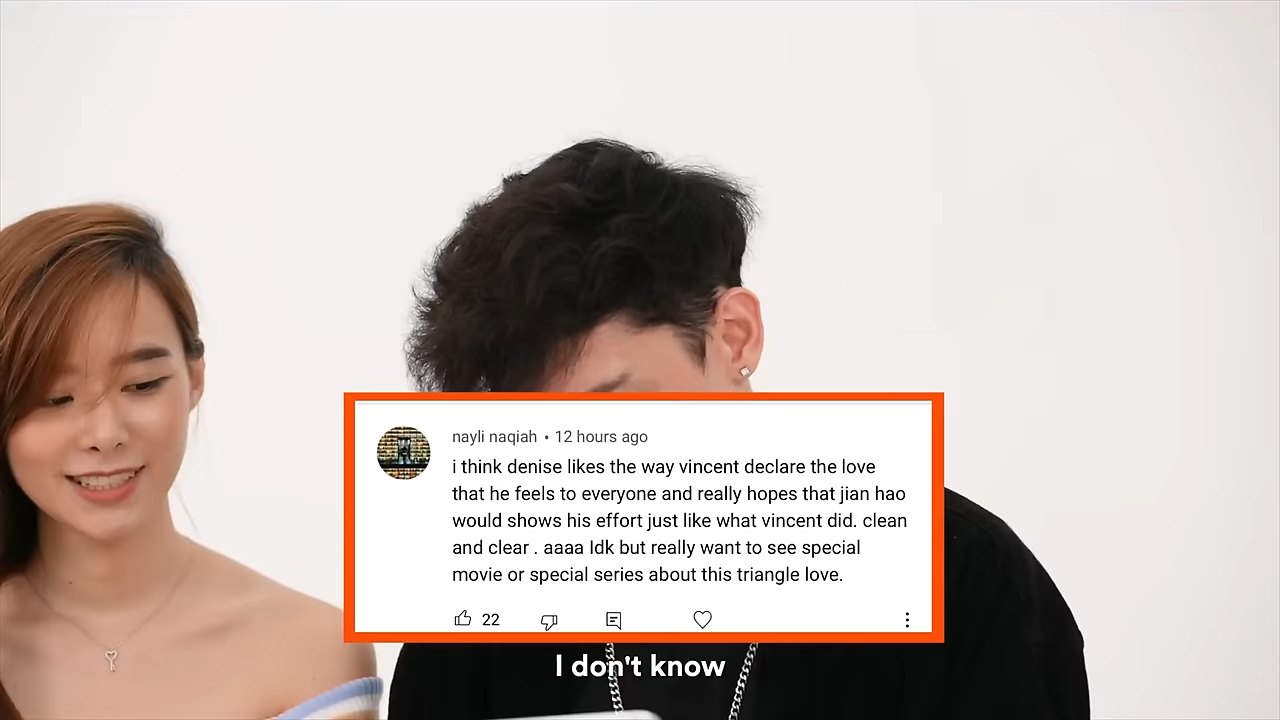 nayli naqiah • 12 hours ago
i think denise likes the way vincent declare the love
that he feels to everyone and really hopes that jian hao
would shows his effort just like what vincent did. clean
and clear . aaaa Idk but really want to see special
movie or special series about this triangle love.
22
I don't know